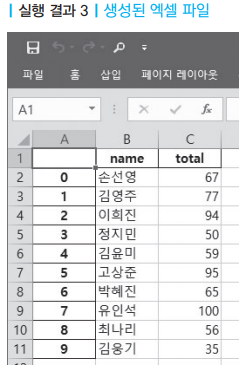 | 실행 결과 3 | 생성된 엑셀 파일
파일 홈 삽입 페이지 레이아웃
A1 fx
A B C
1 name total
2 0 손선영 67
3 1 김영주 77
4 2 이희진 94
5 3 정지민 50
6 4 김윤미 59
7 5 고상준 95
8 6 박혜진 65
9 7 유인석 100
10 8 최나리 56
11 9 김웅기 35